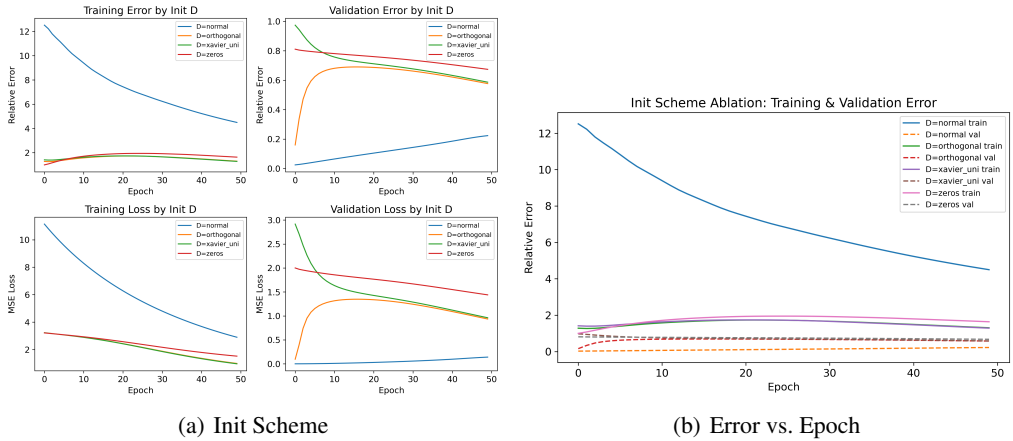 Training Error by Init D
12
10
8
6
4
2
0
10
20
30
40
50
Relative Error
Epoch
D=normal
D=orthogonal
D=xavier_uni
D=zeros
Validation Error by Init D
1.0
0.8
0.6
0.4
0.2
0.0
0
10
20
30
40
50
Relative Error
Epoch
D=normal
D=orthogonal
D=xavier_uni
D=zeros
Training Loss by Init D
10
8
6
4
2
0
10
20
30
40
50
MSE Loss
Epoch
D=normal
D=orthogonal
D=xavier_uni
D=zeros
Validation Loss by Init D
3.0
2.5
2.0
1.5
1.0
0.5
0.0
0
10
20
30
40
50
MSE Loss
Epoch
D=normal
D=orthogonal
D=xavier_uni
D=zeros
(a) Init Scheme
Init Scheme Ablation: Training & Validation Error
12
10
8
6
4
2
0
0
10
20
30
40
50
Relative Error
Epoch
D=normal train
D=normal val
D=orthogonal train
D=orthogonal val
D=xavier_uni train
D=xavier_uni val
D=zeros train
D=zeros val
(b) Error vs. Epoch